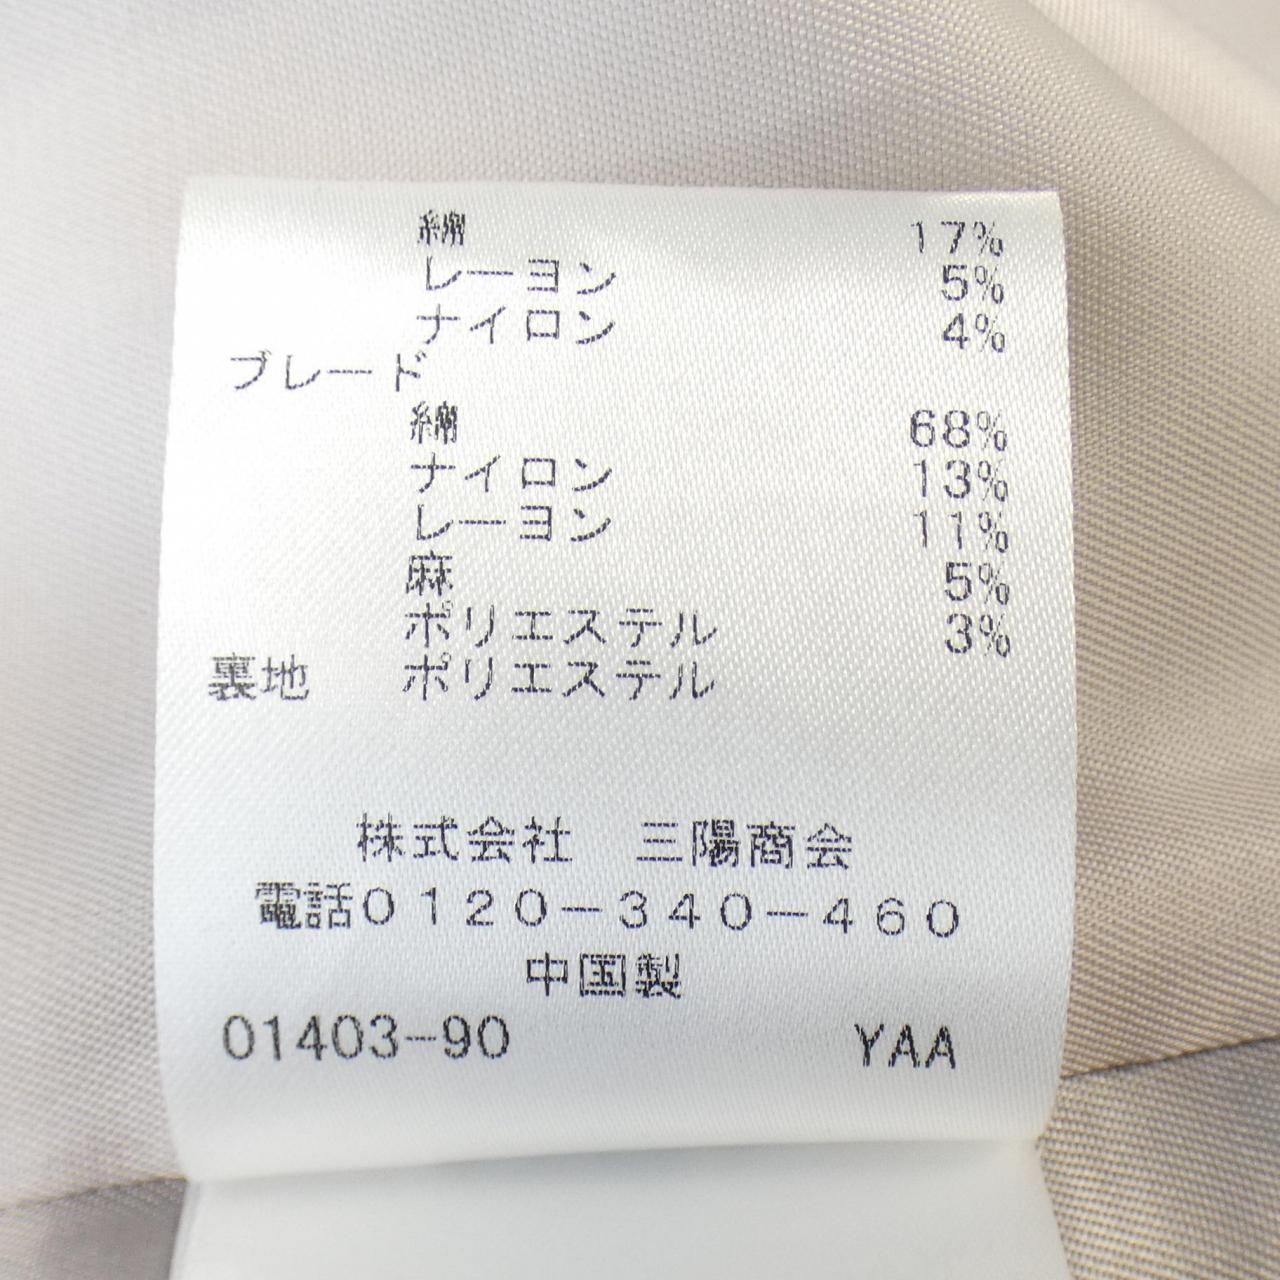 綿 17%
レーヨン 5%
ナイロン 4%
ブレード
綿 68%
ナイロン 13%
レーヨン 11%
麻 5%
ポリエステル 3%
裏地 ポリエステル
株式会社 三陽商会
電話0120-340-460
中国製
01403-90 YAA